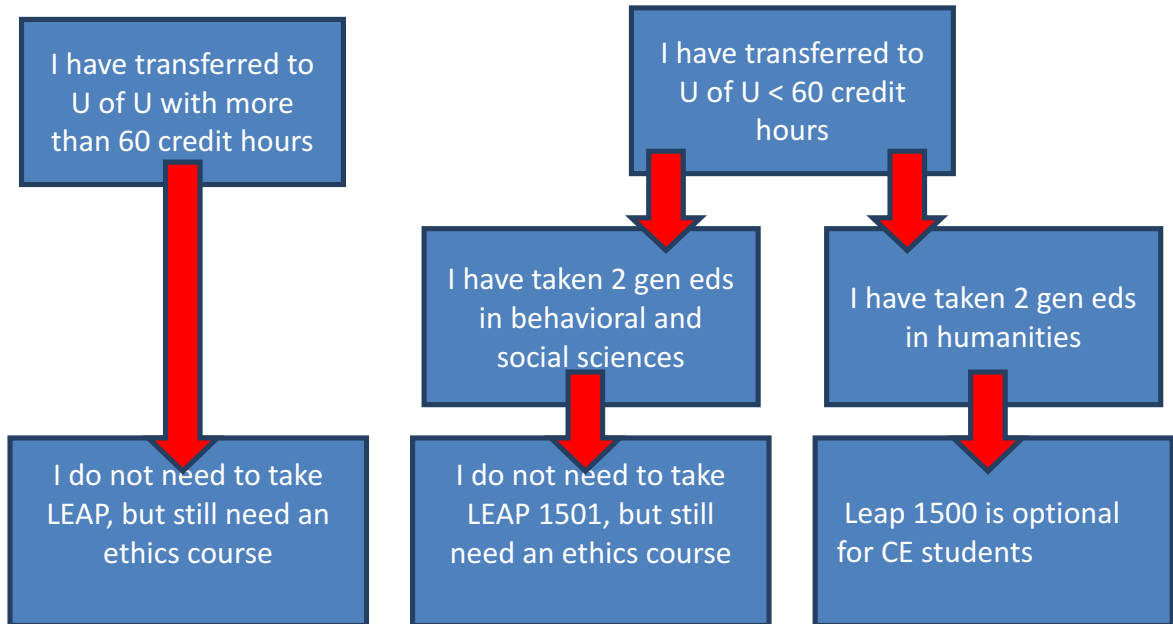 I have transferred to
U of U with more
than 60 credit hours
I have transferred to
U of U < 60 credit
hours
I have taken 2 gen eds
in behavioral and
social sciences
I have taken 2 gen eds
in humanities
I do not need to take
LEAP, but still need an
ethics course
I do not need to take
LEAP 1501, but still
need an ethics course
Leap 1500 is optional
for CE students